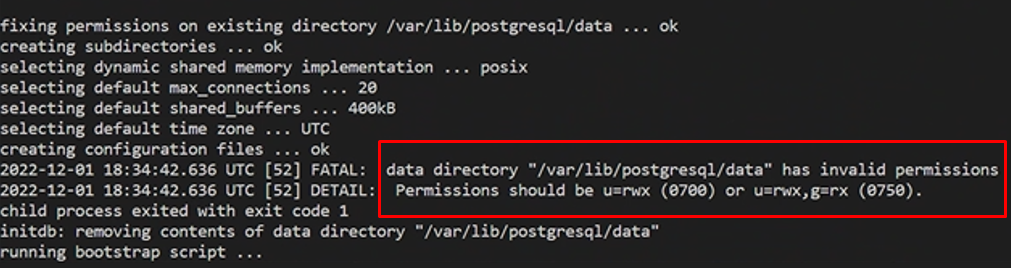 fixing permissions on existing directory /var/lib/postgresql/data ... ok
creating subdirectories ... ok
selecting dynamic shared memory implementation ... posix
selecting default max_connections ... 20
selecting default shared_buffers ... 400kB
selecting default time zone ... UTC
creating configuration files ... ok
2022-12-01 18:34:42.636 UTC [52] FATAL:  data directory "/var/lib/postgresql/data" has invalid permissions
2022-12-01 18:34:42.636 UTC [52] DETAIL:  Permissions should be u=rwx (0700) or u=rwx,g=rx (0750).
child process exited with exit code 1
initdb: removing contents of data directory "/var/lib/postgresql/data"
running bootstrap script ...